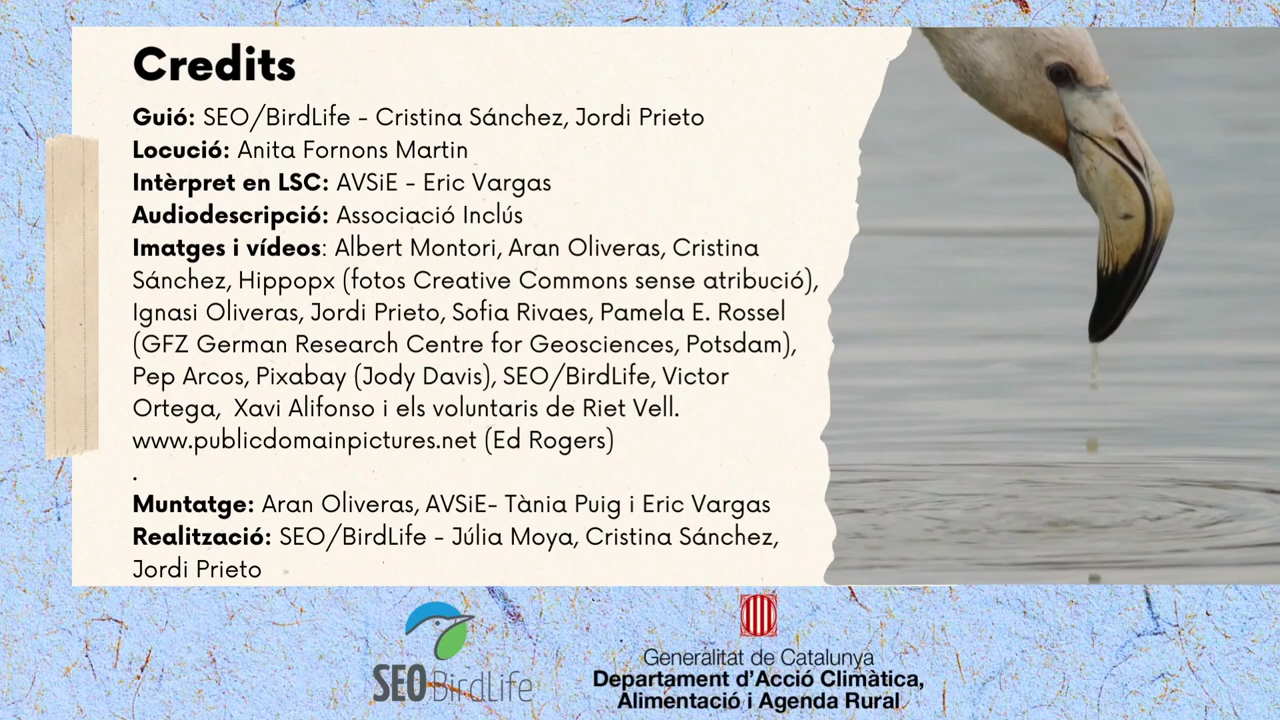 Credits
Guió: SEO/BirdLife - Cristina Sánchez, Jordi Prieto
Locució: Anita Fornons Martin
Intèrpret en LSC: AVSiE - Eric Vargas
Audiodescripció: Associació Inclús
Imatges i vídeos: Albert Montori, Aran Oliveras, Cristina
Sánchez, Hippopx (fotos Creative Commons sense atribució),
Ignasi Oliveras, Jordi Prieto, Sofia Rivaes, Pamela E. Rossel
(GFZ German Research Centre for Geosciences, Potsdam),
Pep Arcos, Pixabay (Jody Davis), SEO/BirdLife, Victor
Ortega,  Xavi Alifonso i els voluntaris de Riet Vell.
www.publicdomainpictures.net (Ed Rogers)
.
Muntatge: Aran Oliveras, AVSiE- Tània Puig i Eric Vargas
Realització: SEO/BirdLife - Júlia Moya, Cristina Sánchez,
Jordi Prieto
SEO BirdLife
Generalitat de Catalunya
Departament d'Acció Climàtica,
Alimentació i Agenda Rural